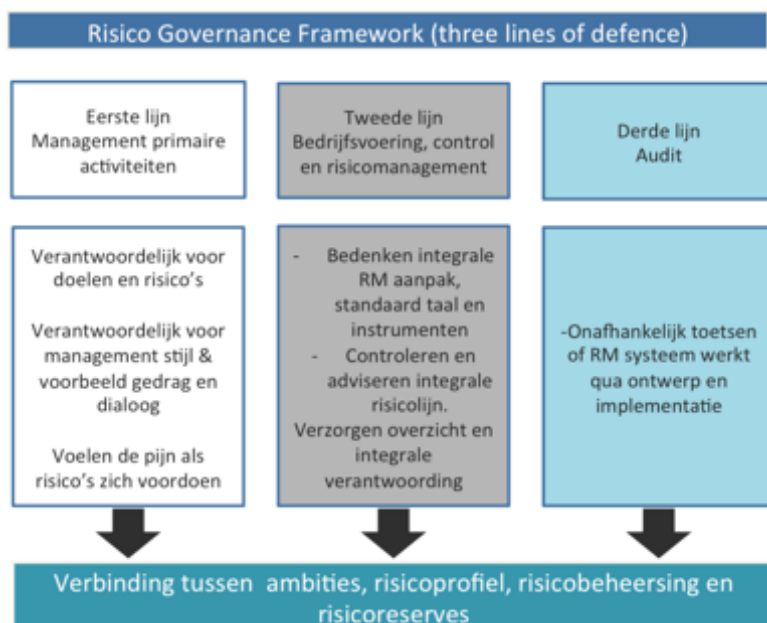 Risico Governance Framework (three lines of defence)
Eerste lijn
Management primaire
activiteiten
Tweede lijn
Bedrijfsvoering, control
en risicomanagement
Derde lijn
Audit
Verantwoordelijk voor
doelen en risico's
Verantwoordelijk voor
management stijl &
voorbeeld gedrag en
dialoog
Voelen de pijn als
risico's zich voordoen
- Bedenken integrale
RM aanpak,
standaard taal en
instrumenten
- Controleren en
adviseren integrale
risicolijn.
Verzorgen overzicht en
integrale
verantwoording
-Onafhankelijk toetsen
of RM systeem werkt
qua ontwerp en
implementatie
Verbinding tussen ambities, risicoprofiel, risicobeheersing en
risicoreserves